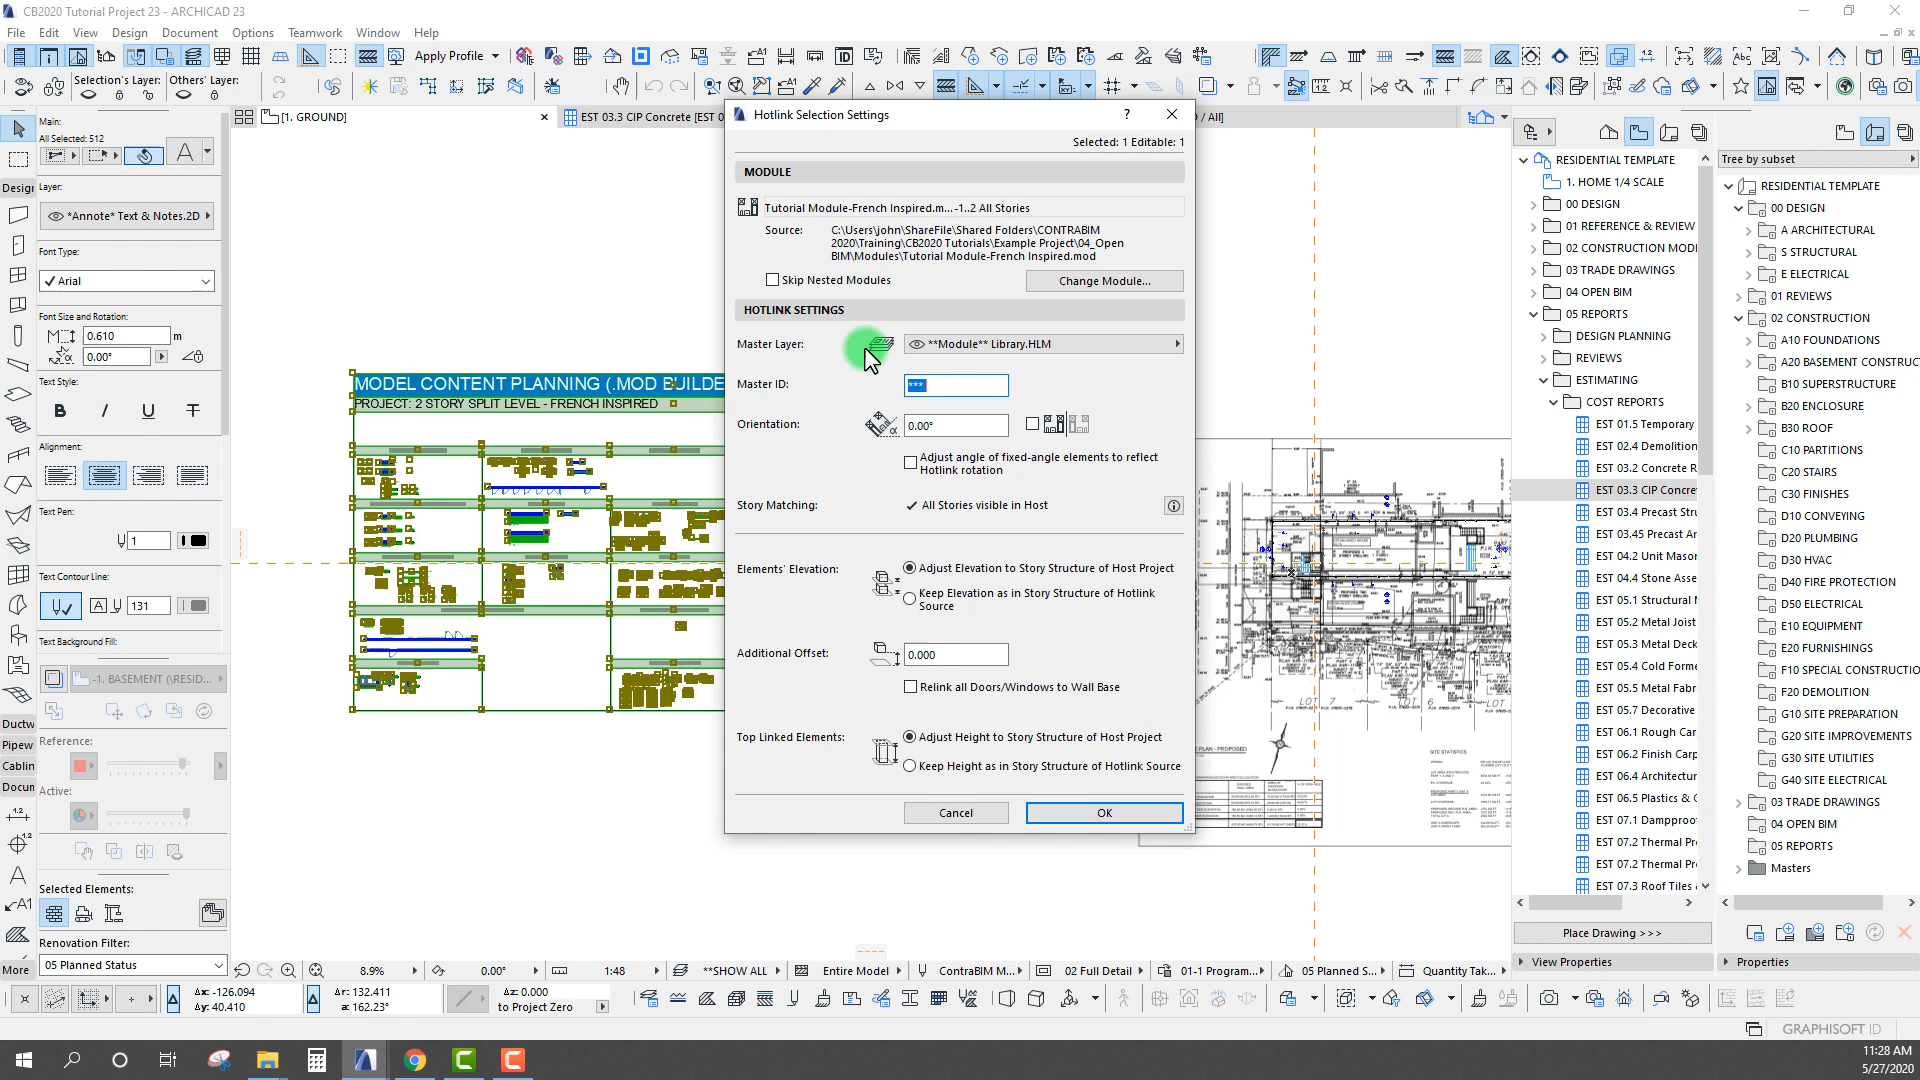 CB2020 Tutorial Project 23 - ARCHICAD 23
File Edit View Design Document Options Teamwork Window Help
Apply Profile
Selection's Layer: Others' Layer:
Main:
All Selected: 512
[1. GROUND]
EST 03.3 CIP Concrete [EST 0
/ All]
Design
Layer:
*Annote* Text & Notes.2D
Font Type:
Arial
Font Size and Rotation:
0.610 m
0.00°
Text Style:
B I U T
Alignment:
Text Pen:
1
Text Contour Line:
131
Text Background Fill:
-1. BASEMENT (\RESID...
Reference:
Active:
Ductw
Pipew
Cablin
Docum
Selected Elements:
Renovation Filter:
05 Planned Status
More
MODEL CONTENT PLANNING (.MOD BUILDE
PROJECT: 2 STORY SPLIT LEVEL - FRENCH INSPIRED
Hotlink Selection Settings
Selected: 1 Editable: 1
MODULE
Tutorial Module-French Inspired.m... -1..2 All Stories
Source: C:\Users\john\ShareFile\Shared Folders\CONTRABIM
2020\Training\CB2020 Tutorials\Example Project\04_Open
BIM\Modules\Tutorial Module-French Inspired.mod
Skip Nested Modules
Change Module...
HOTLINK SETTINGS
Master Layer: **Module** Library.HLM
Master ID: ***
Orientation: 0.00°
Adjust angle of fixed-angle elements to reflect
Hotlink rotation
Story Matching: All Stories visible in Host
Elements' Elevation: Adjust Elevation to Story Structure of Host Project
Keep Elevation as in Story Structure of Hotlink
Source
Additional Offset: 0.000
Relink all Doors/Windows to Wall Base
Top Linked Elements: Adjust Height to Story Structure of Host Project
Keep Height as in Story Structure of Hotlink Source
Cancel OK
LOT 7 LOT 6
PLAN - PROPOSED
SITE STATISTICS
RESIDENTIAL TEMPLATE
1. HOME 1/4 SCALE
00 DESIGN
01 REFERENCE & REVIEW
02 CONSTRUCTION MODE
03 TRADE DRAWINGS
04 OPEN BIM
05 REPORTS
DESIGN PLANNING
REVIEWS
ESTIMATING
COST REPORTS
EST 01.5 Temporary
EST 02.4 Demolition
EST 03.2 Concrete R
EST 03.3 CIP Concre
EST 03.4 Precast Stru
EST 03.45 Precast Ar
EST 04.2 Unit Mason
EST 04.4 Stone Asse
EST 05.1 Structural M
EST 05.2 Metal Joist
EST 05.3 Metal Deck
EST 05.4 Cold Forme
EST 05.5 Metal Fabr
EST 05.7 Decorative
EST 06.1 Rough Car
EST 06.2 Finish Carp
EST 06.4 Architectur
EST 06.5 Plastics & C
EST 07.1 Dampproof
EST 07.2 Thermal Pr
EST 07.2 Thermal Pr
EST 07.3 Roof Tiles &
Place Drawing >>>
View Properties
Tree by subset
RESIDENTIAL TEMPLATE
00 DESIGN
A ARCHITECTURAL
S STRUCTURAL
E ELECTRICAL
01 REVIEWS
02 CONSTRUCTION
A10 FOUNDATIONS
A20 BASEMENT CONSTRUC
B10 SUPERSTRUCTURE
B20 ENCLOSURE
B30 ROOF
C10 PARTITIONS
C20 STAIRS
C30 FINISHES
D10 CONVEYING
D20 PLUMBING
D30 HVAC
D40 FIRE PROTECTION
D50 ELECTRICAL
E10 EQUIPMENT
E20 FURNISHINGS
F10 SPECIAL CONSTRUCTIO
F20 DEMOLITION
G10 SITE PREPARATION
G20 SITE IMPROVEMENTS
G30 SITE UTILITIES
G40 SITE ELECTRICAL
03 TRADE DRAWINGS
04 OPEN BIM
05 REPORTS
Masters
Properties
8.9% 0.00° 1:48 **SHOW ALL Entire Model ContraBIM M... 02 Full Detail 01-1 Program... 05 Planned S... Quantity Tak...
Δx: -126.094
Δy: 40.410
Δr: 132.411
a: 162.23°
Δz: 0.000
to Project Zero
GRAPHISOFT ID
11:28 AM
5/27/2020